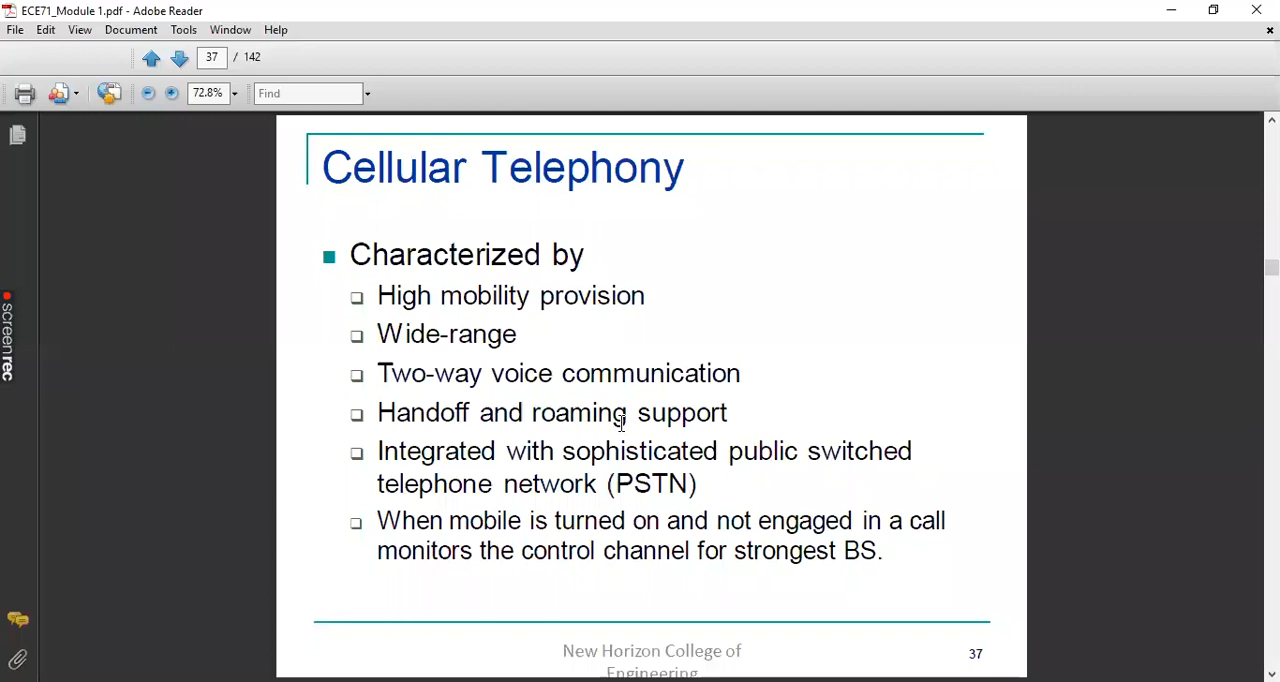 ECE71_Module 1.pdf - Adobe Reader
File Edit View Document Tools Window Help
37 / 142
72.8% Find
Cellular Telephony
Characterized by
High mobility provision
Wide-range
Two-way voice communication
Handoff and roaming support
Integrated with sophisticated public switched
telephone network (PSTN)
When mobile is turned on and not engaged in a call
monitors the control channel for strongest BS.
New Horizon College of
Engineering
37
screenrec